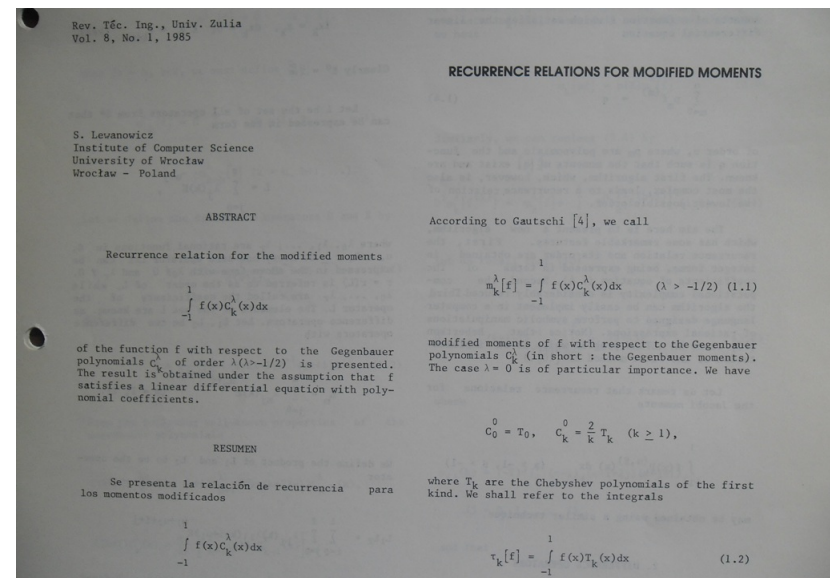 Rev. Téc. Ing., Univ. Zulia
Vol. 8, No. 1, 1985
S. Lewanowicz
Institute of Computer Science
University of Wrocław
Wrocław - Poland
ABSTRACT
Recurrence relation for the modified moments
1
∫ f(x)C_k^λ(x)dx
-1
of the function f with respect to the Gegenbauer
polynomials C_k^λ of order λ(λ>-1/2) is presented.
The result is obtained under the assumption that f
satisfies a linear differential equation with poly-
nomial coefficients.
RESUMEN
Se presenta la relación de recurrencia para
los momentos modificados
1
∫ f(x)C_k^λ(x)dx
-1
RECURRENCE RELATIONS FOR MODIFIED MOMENTS
According to Gautschi [4], we call
1
m_k^λ[f] = ∫ f(x)C_k^λ(x)dx (λ > -1/2) (1.1)
-1
modified moments of f with respect to the Gegenbauer
polynomials C_k^λ (in short : the Gegenbauer moments).
The case λ = 0 is of particular importance. We have
C_0^0 = T_0, C_k^0 = 2/k T_k (k ≥ 1),
where T_k are the Chebyshev polynomials of the first
kind. We shall refer to the integrals
1
τ_k[f] = ∫ f(x)T_k(x)dx (1.2)
-1